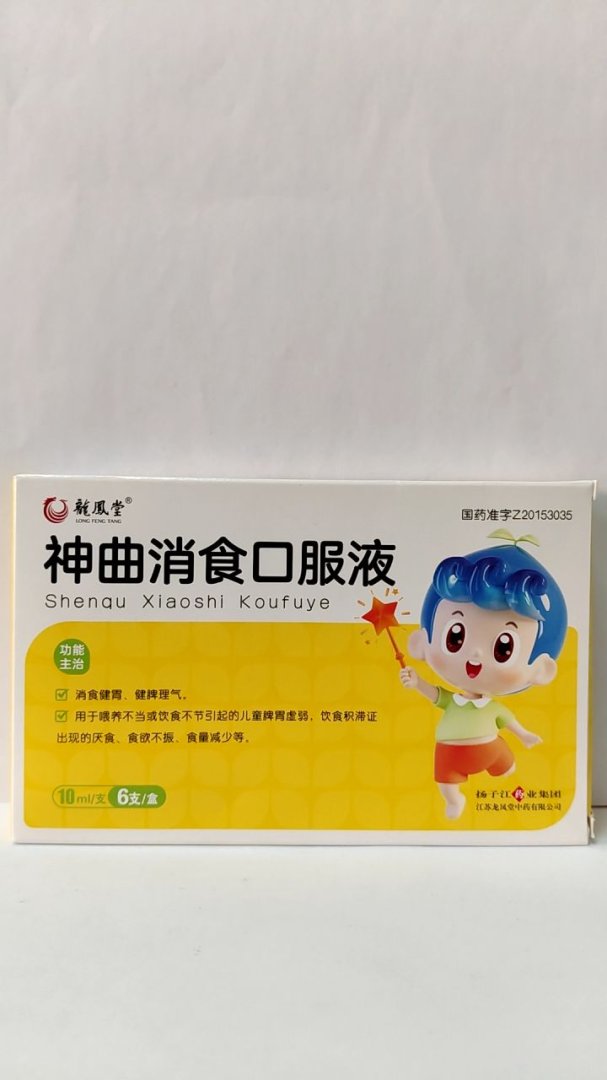 龍鳳堂®
LONG FENG TANG
国药准字Z20153035
神曲消食口服液
Shenqu Xiaoshi Koufuye
功能
主治
消食健胃、健脾理气。
用于喂养不当或饮食不节引起的儿童脾胃虚弱，饮食积滞证
出现的厌食、食欲不振、食量减少等。
10ml/支 6支/盒
扬子江药业集团
江苏龙凤堂中药有限公司